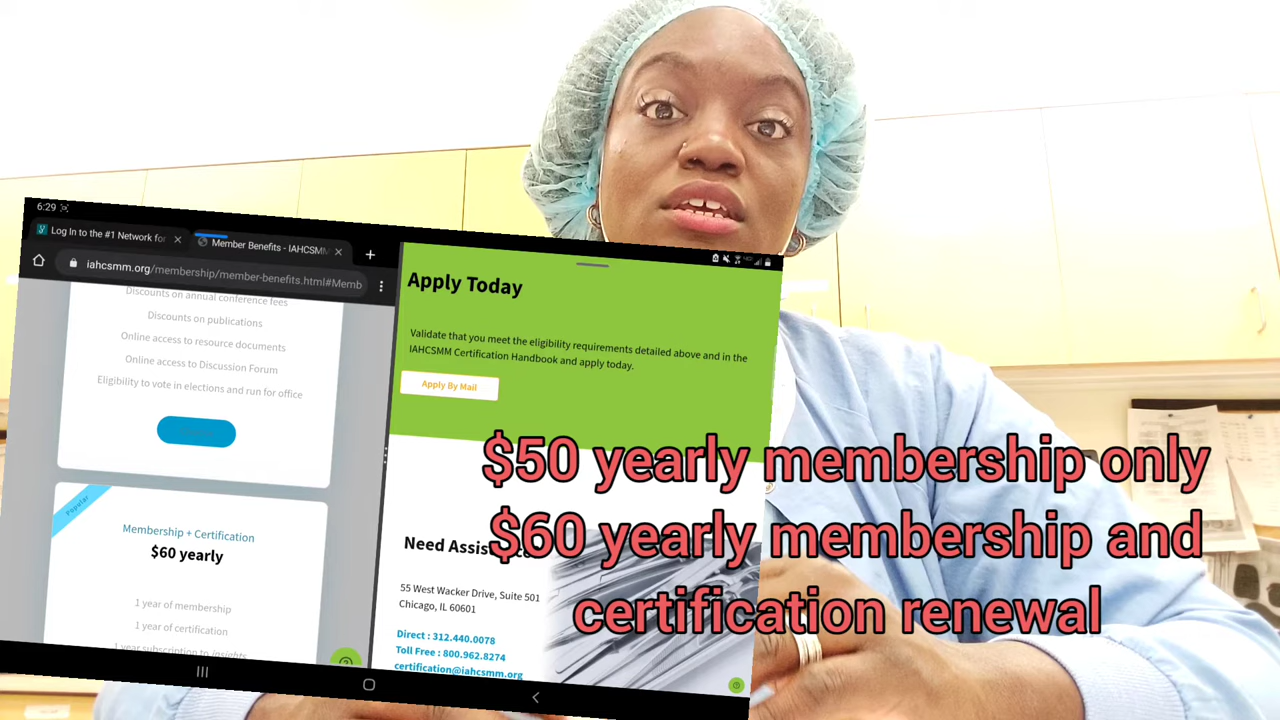 6:29
Log In to the #1 Network for
Member Benefits - IAHCSMM
iahcsmm.org/membership/member-benefits.html#Memb
Discounts on annual conference fees
Discounts on publications
Online access to resource documents
Online access to Discussion Forum
Eligibility to vote in elections and run for office
Popular
Membership + Certification
$60 yearly
1 year of membership
1 year of certification
1 year subscription to insights
Apply Today
Validate that you meet the eligibility requirements detailed above and in the
IAHCSMM Certification Handbook and apply today.
Apply By Mail
Need
55 West Wacker Drive, Suite 501
Chicago, IL 60601
Direct : 312.440.0078
Toll Free : 800.962.8274
certification@iahcsmm.org
$50 yearly membership only
$60 yearly membership and
certification renewal